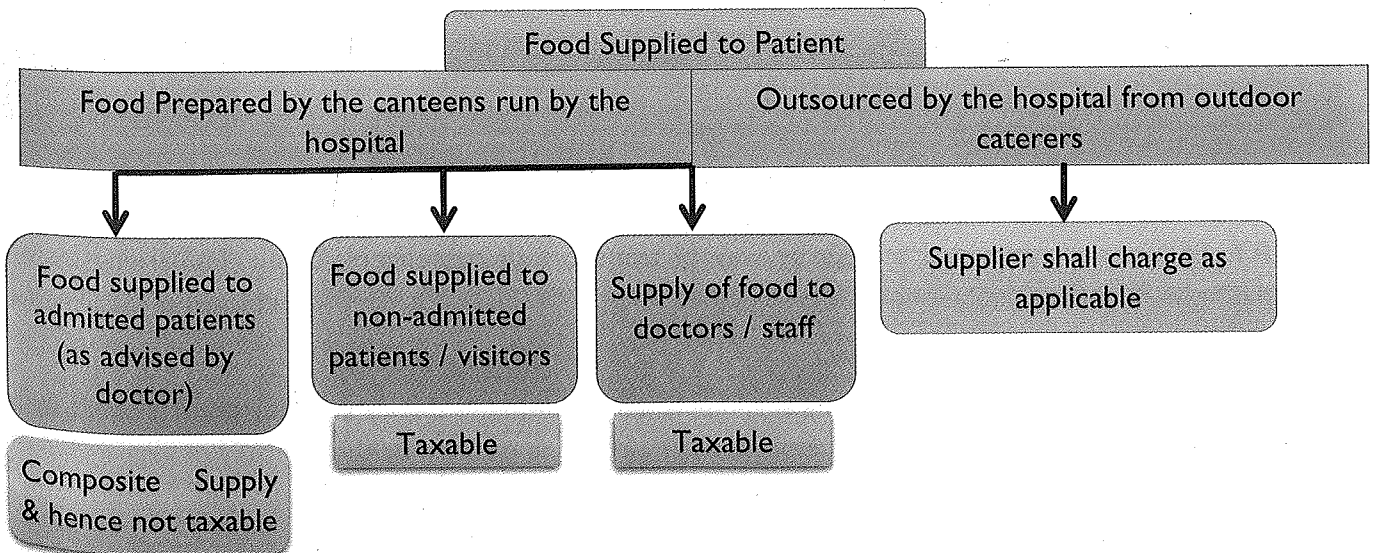 Food Supplied to Patient
Food Prepared by the canteens run by the
hospital
Outsourced by the hospital from outdoor
caterers
Food supplied to
admitted patients
(as advised by
doctor)
Composite Supply
& hence not taxable
Food supplied to
non-admitted
patients / visitors
Taxable
Supply of food to
doctors / staff
Taxable
Supplier shall charge as
applicable